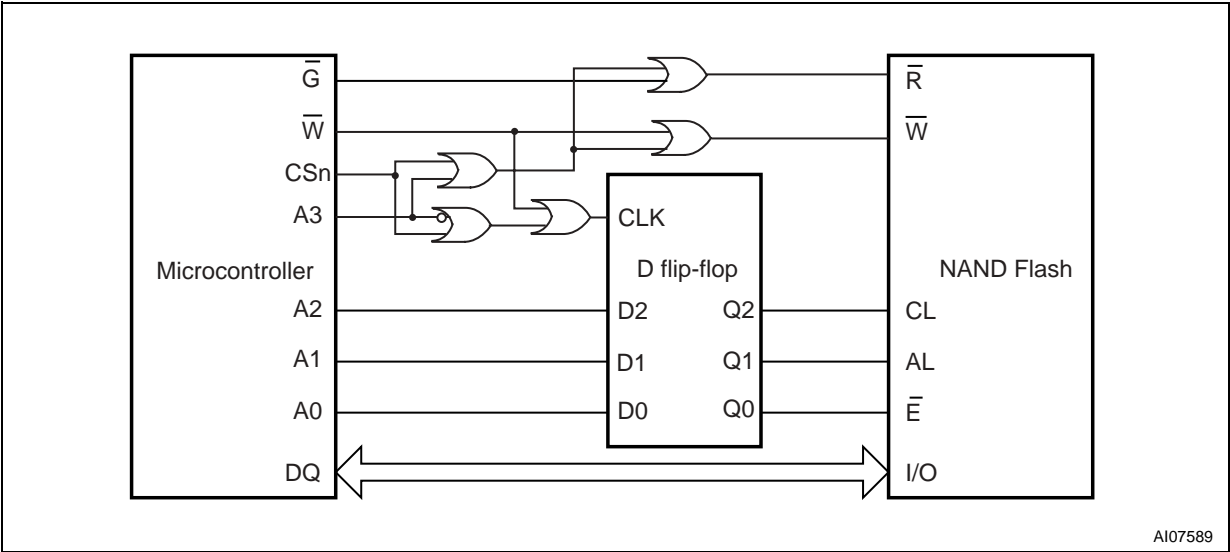 G̅ R̅
W̅ W̅
CSn
A3 CLK
Microcontroller D flip-flop NAND Flash
A2 D2 Q2 CL
A1 D1 Q1 AL
A0 D0 Q0 E̅
DQ I/O
AI07589